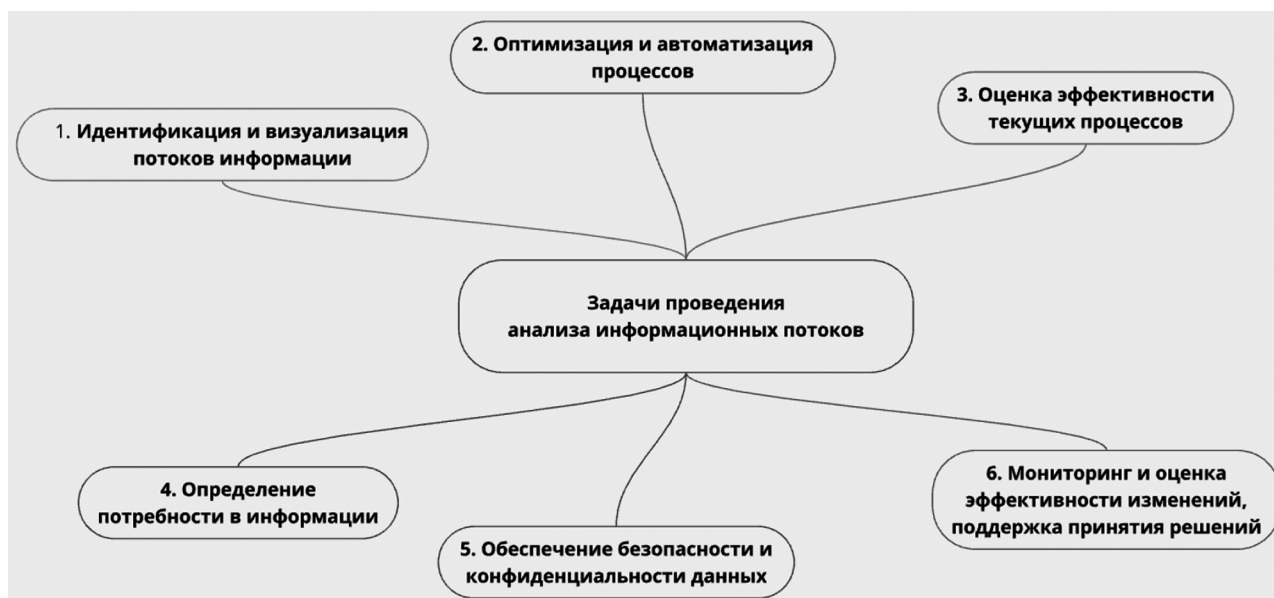 2. Оптимизация и автоматизация
процессов
3. Оценка эффективности
текущих процессов
1. Идентификация и визуализация
потоков информации
Задачи проведения
анализа информационных потоков
4. Определение
потребности в информации
5. Обеспечение безопасности и
конфиденциальности данных
6. Мониторинг и оценка
эффективности изменений,
поддержка принятия решений